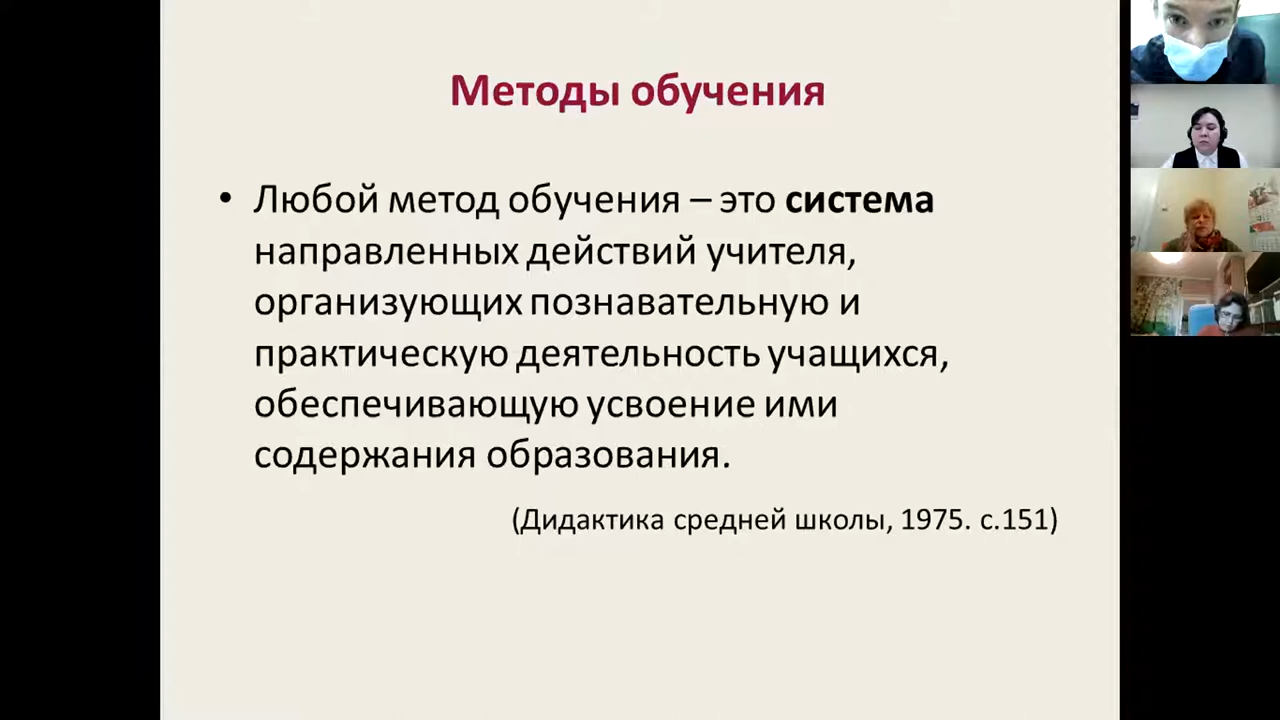 Методы обучения
• Любой метод обучения – это система
направленных действий учителя,
организующих познавательную и
практическую деятельность учащихся,
обеспечивающую усвоение ими
содержания образования.
(Дидактика средней школы, 1975. с.151)